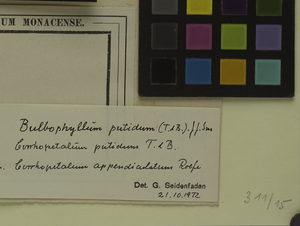 UM MONACENSE.
Bulbophyllum putidum (T.&B.) J.J.Sm
Cirrhopetalum putidum T.&B.
Cirrhopetalum appendiculatum Rolfe
Det. G. Seidenfaden
21.10.1972
311/15